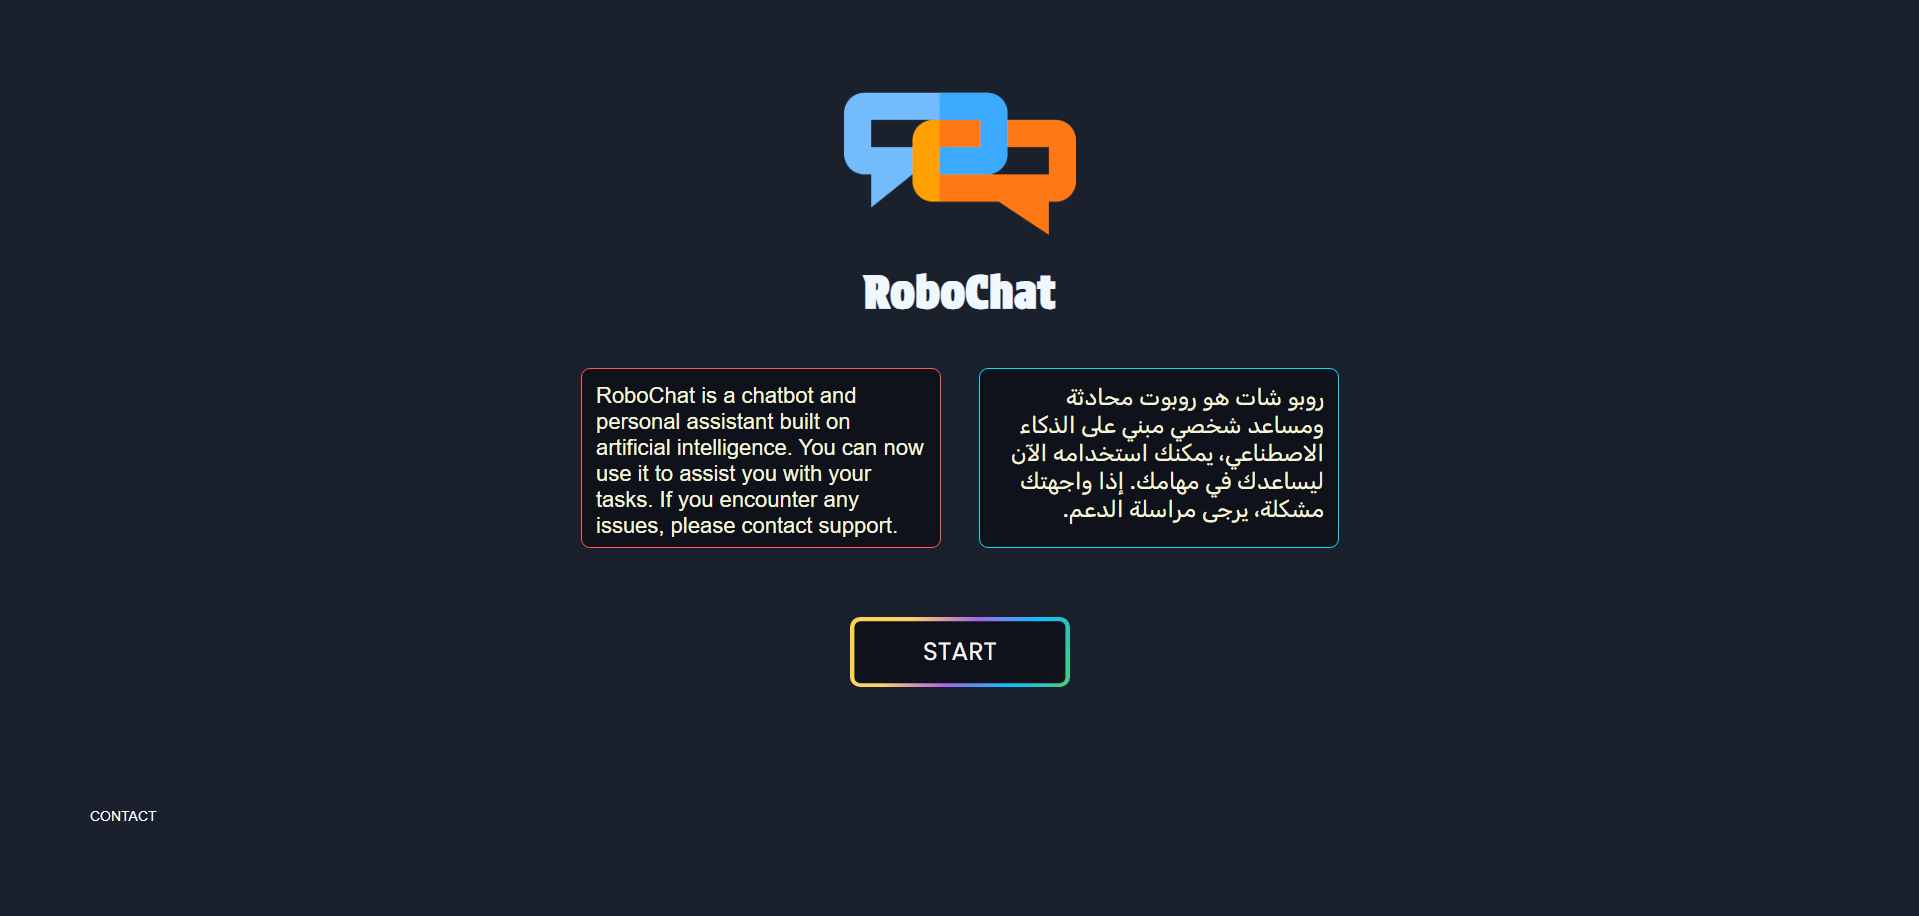 RoboChat
RoboChat is a chatbot and
personal assistant built on
artificial intelligence. You can now
use it to assist you with your
tasks. If you encounter any
issues, please contact support.
روبو شات هو روبوت محادثة
ومساعد شخصي مبني على الذكاء
الاصطناعي، يمكنك استخدامه الآن
ليساعدك في مهامك. إذا واجهتك
مشكلة، يرجى مراسلة الدعم.
START
CONTACT